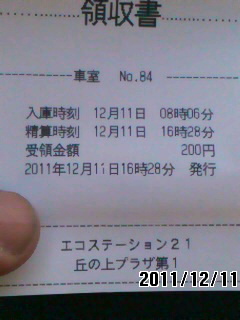 領収書
車室 No.84
入庫時刻 12月11日 08時06分
精算時刻 12月11日 16時28分
受領金額 200円
2011年12月11日16時28分 発行
エコステーション21
丘の上プラザ第1
2011/12/11